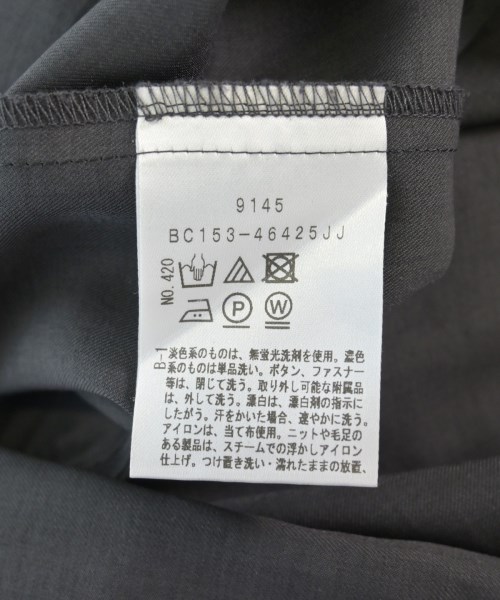 9145
BC153-46425JJ
NO.420
P
W
B-1
淡色系のものは、無蛍光洗剤を使用。濃色
系のものは単品洗い。ボタン、ファスナー
等は、閉じて洗う。取り外し可能な附属品
は、外して洗う。漂白は、漂白剤の指示に
したがう。汗をかいた場合、速やかに洗う。
アイロンは、当て布使用。ニットや毛足の
ある製品は、スチームでの浮かしアイロン
仕上げ。つけ置き洗い・濡れたままの放置、